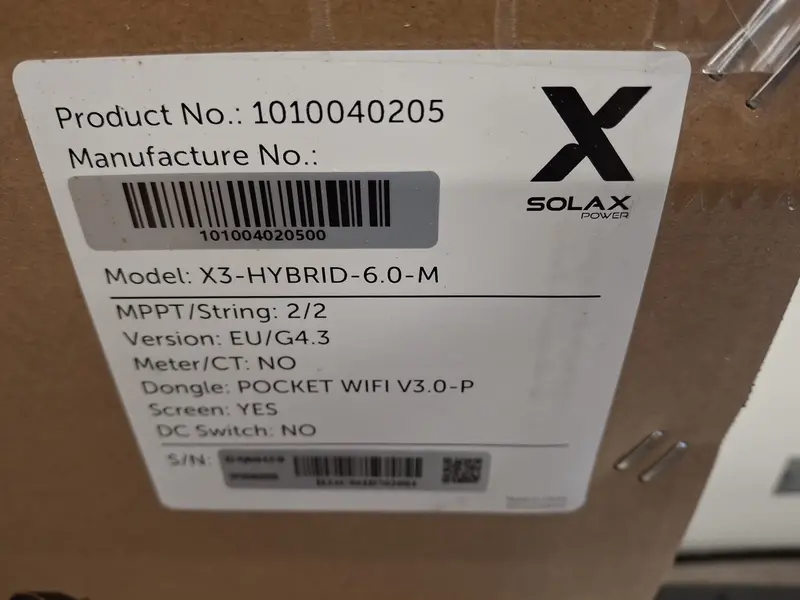 Product No.: 1010040205
Manufacture No.:
101004020500
SOLAX
POWER
Model: X3-HYBRID-6.0-M
MPPT/String: 2/2
Version: EU/G4.3
Meter/CT: NO
Dongle: POCKET WIFI V3.0-P
Screen: YES
DC Switch: NO
S/N: